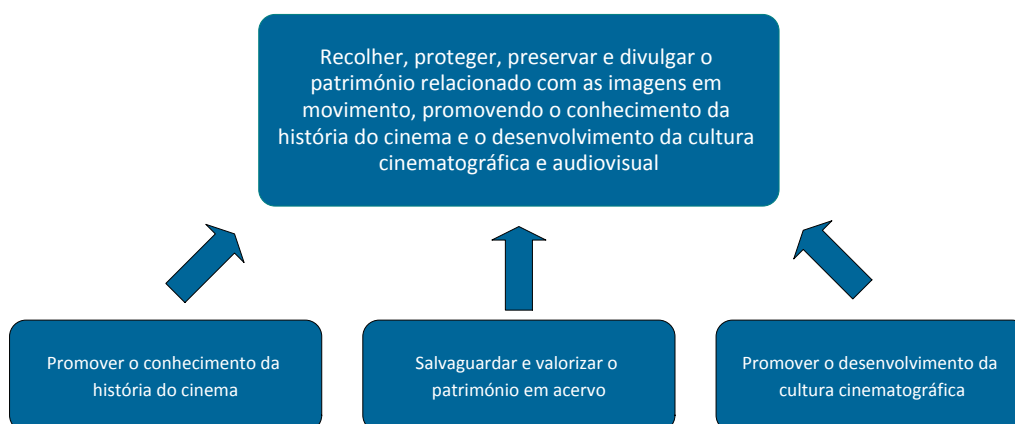 Recolher, proteger, preservar e divulgar o
património relacionado com as imagens em
movimento, promovendo o conhecimento da
história do cinema e o desenvolvimento da cultura
cinematográfica e audiovisual
Promover o conhecimento da
história do cinema
Salvaguardar e valorizar o
património em acervo
Promover o desenvolvimento da
cultura cinematográfica